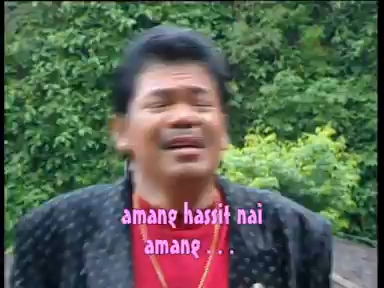 amang hassit nai
amang . . .